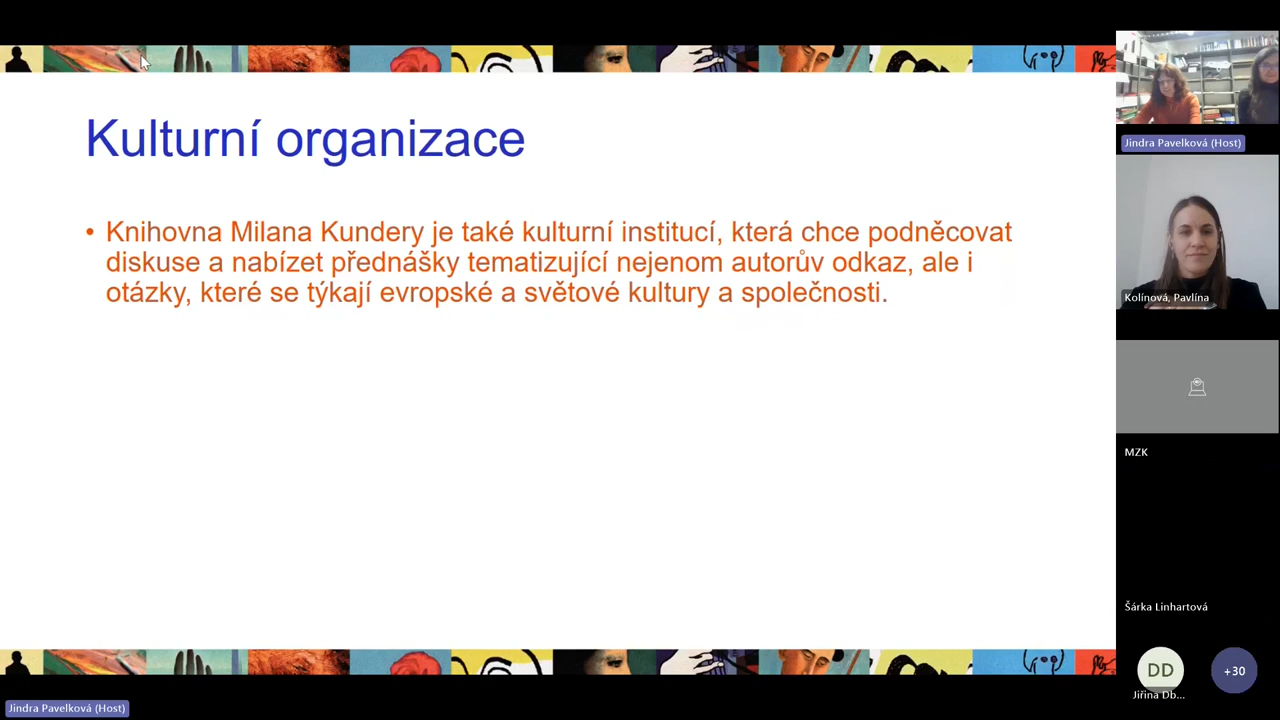 Kulturní organizace
• Knihovna Milana Kundery je také kulturní institucí, která chce podněcovat
diskuse a nabízet přednášky tematizující nejenom autorův odkaz, ale i
otázky, které se týkají evropské a světové kultury a společnosti.
Jindra Pavelková (Host)
Jindra Pavelková (Host)
Kolínová, Pavlína
MZK
Šárka Linhartová
DD
Jiřina Db...
+30